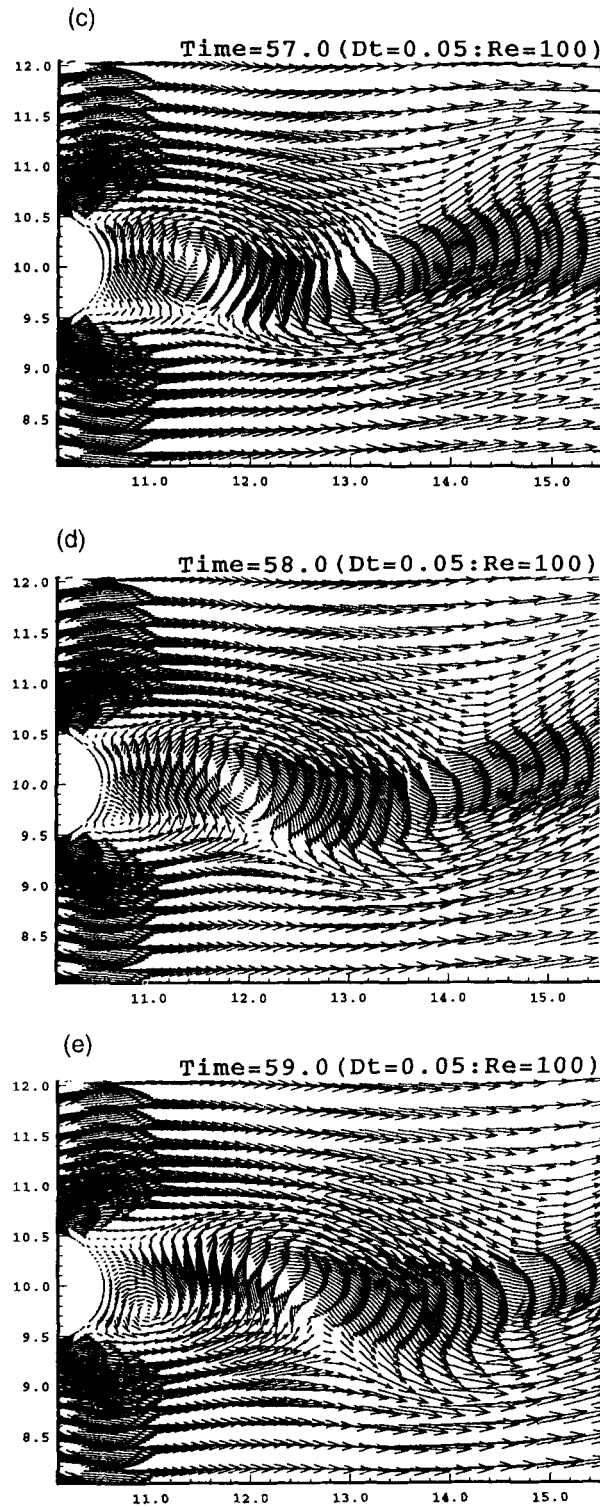 (c)
Time=57.0(Dt=0.05:Re=100)
12.0
11.5
11.0
10.5
10.0
9.5
9.0
8.5
11.0 12.0 13.0 14.0 15.0
(d)
Time=58.0(Dt=0.05:Re=100)
12.0
11.5
11.0
10.5
10.0
9.5
9.0
8.5
11.0 12.0 13.0 14.0 15.0
(e)
Time=59.0(Dt=0.05:Re=100)
12.0
11.5
11.0
10.5
10.0
9.5
9.0
8.5
11.0 12.0 13.0 14.0 15.0